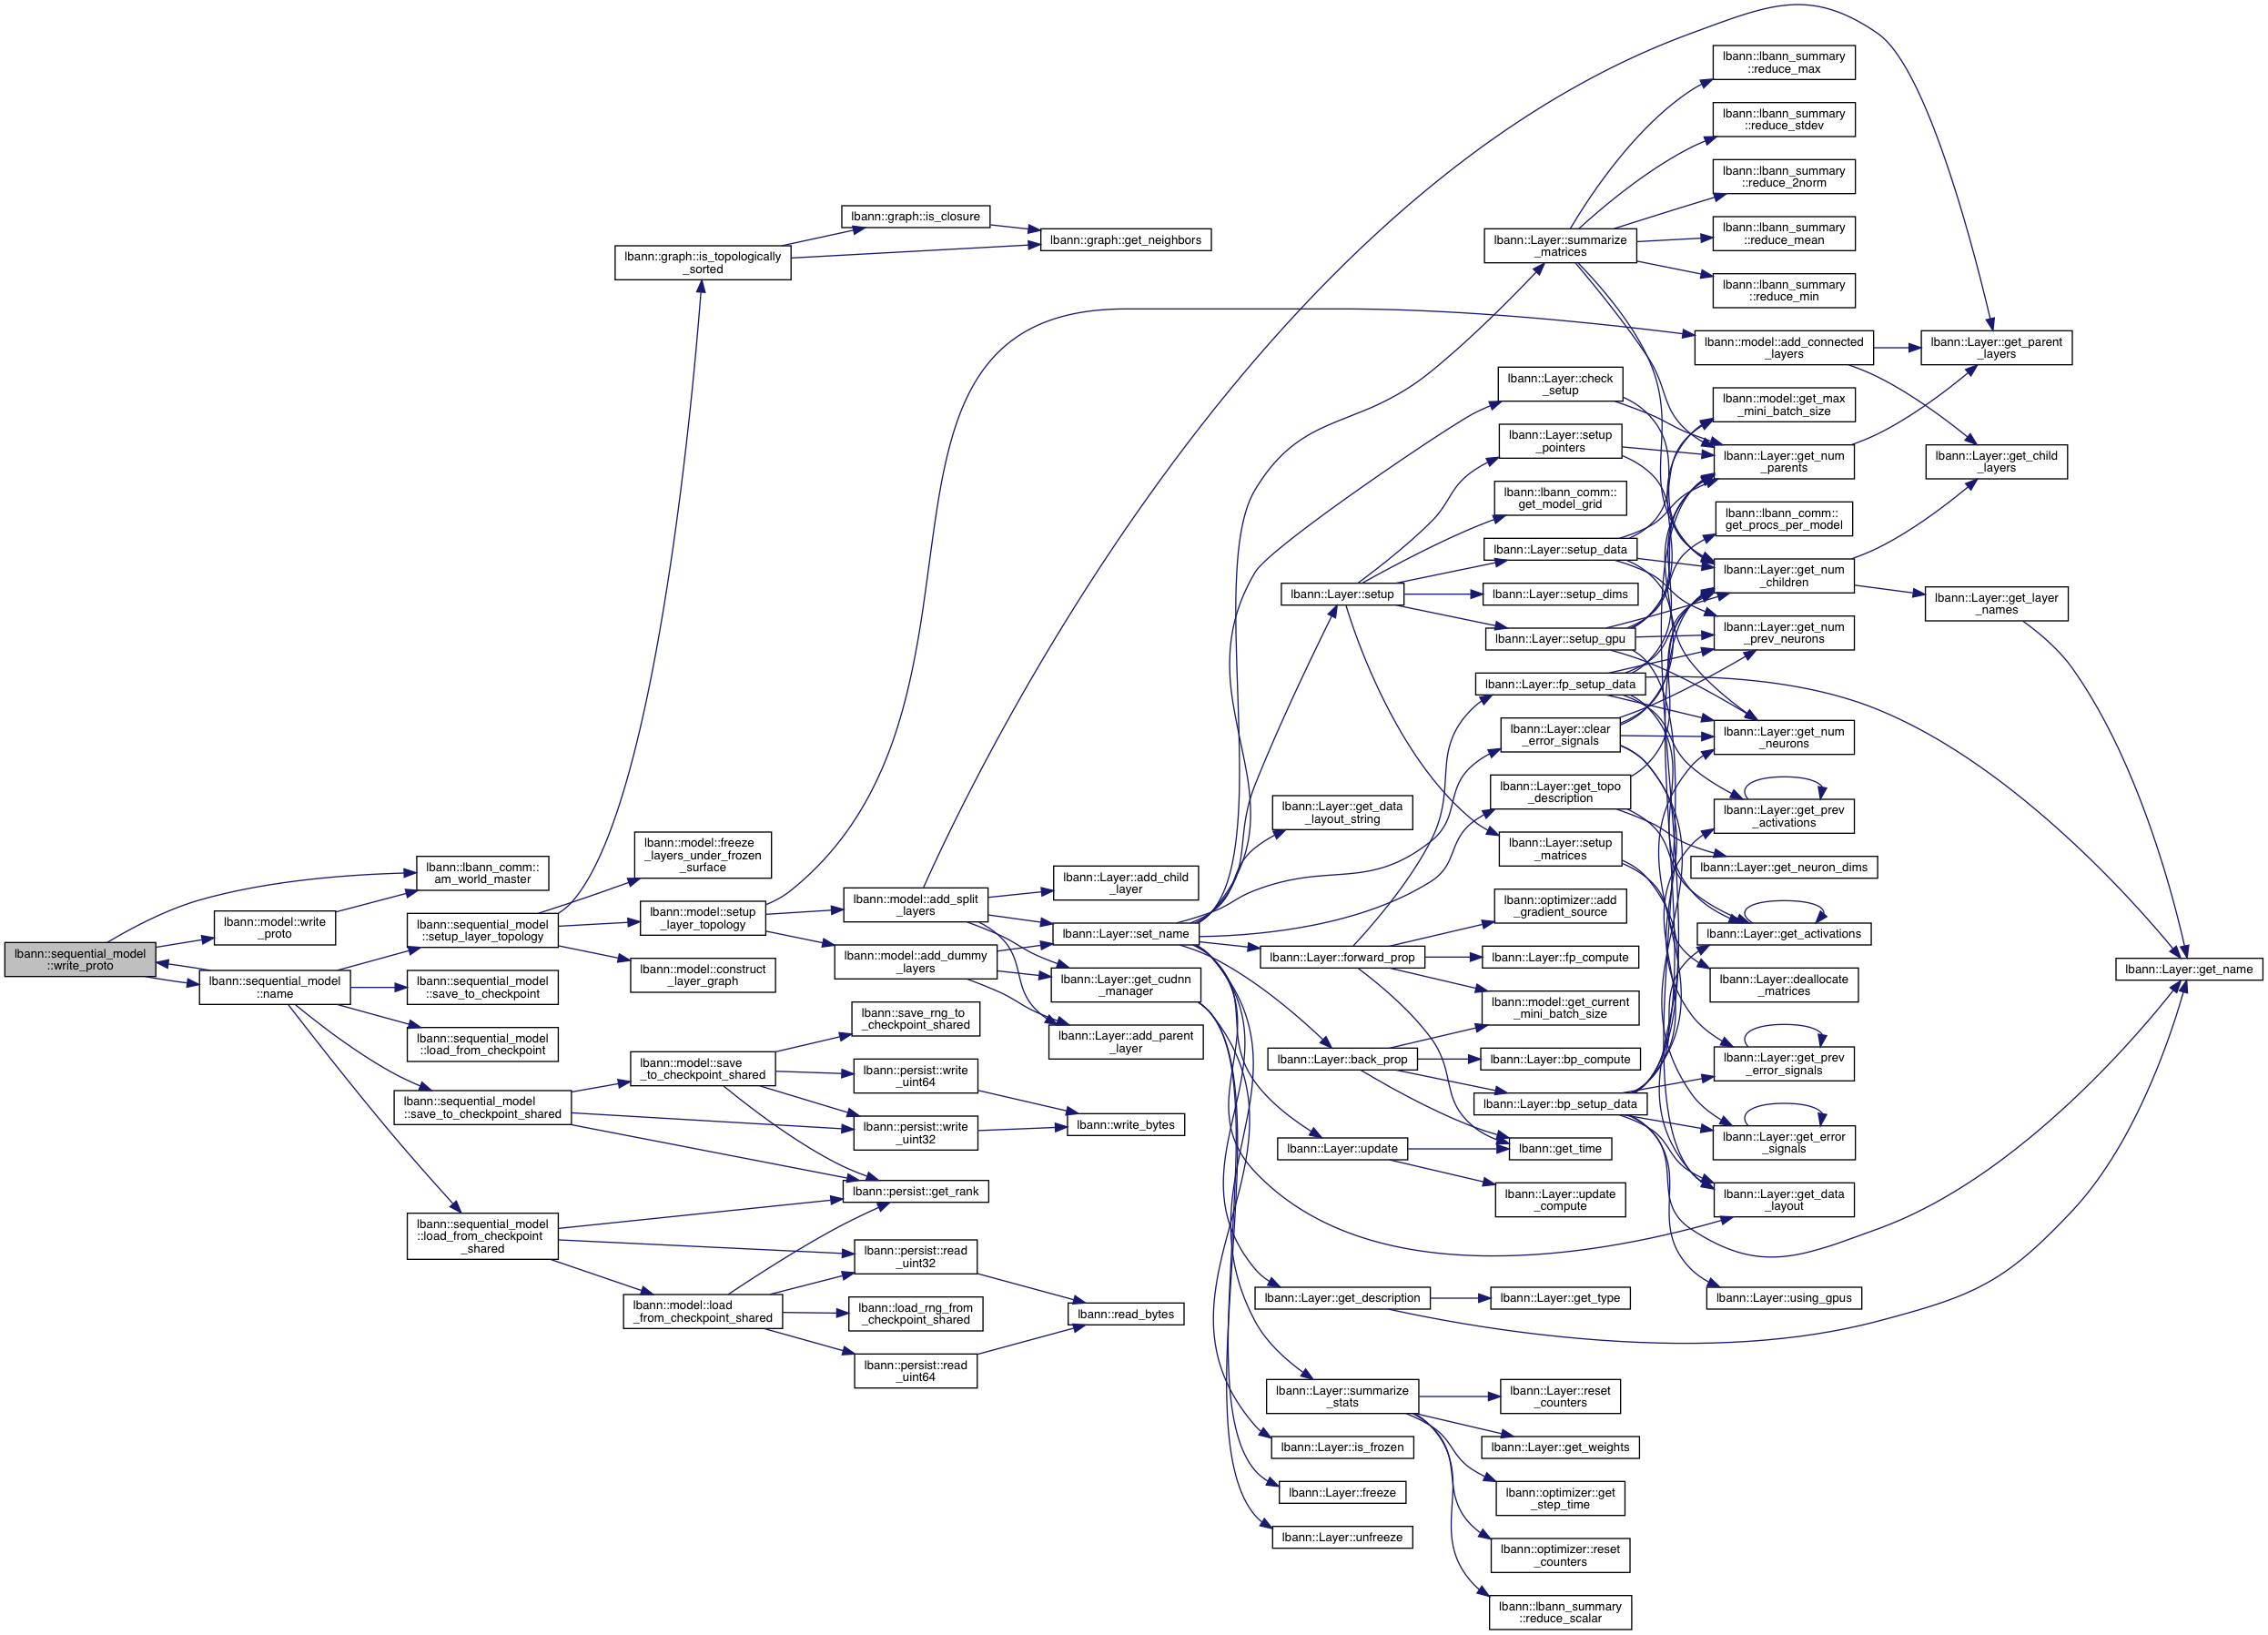 lbann::sequential_model
::write_proto
lbann::lbann_comm::
am_world_master
lbann::model::write
_proto
lbann::sequential_model
::name
lbann::sequential_model
::setup_layer_topology
lbann::sequential_model
::save_to_checkpoint
lbann::sequential_model
::load_from_checkpoint
lbann::sequential_model
::save_to_checkpoint_shared
lbann::sequential_model
::load_from_checkpoint
_shared
lbann::graph::is_topologically
_sorted
lbann::model::freeze
_layers_under_frozen
_surface
lbann::model::setup
_layer_topology
lbann::model::construct
_layer_graph
lbann::model::save
_to_checkpoint_shared
lbann::model::load
_from_checkpoint_shared
lbann::graph::is_closure
lbann::model::add_split
_layers
lbann::model::add_dummy
_layers
lbann::save_rng_to
_checkpoint_shared
lbann::persist::write
_uint64
lbann::persist::write
_uint32
lbann::persist::get_rank
lbann::persist::read
_uint32
lbann::load_rng_from
_checkpoint_shared
lbann::persist::read
_uint64
lbann::graph::get_neighbors
lbann::Layer::add_child
_layer
lbann::Layer::set_name
lbann::Layer::get_cudnn
_manager
lbann::Layer::add_parent
_layer
lbann::write_bytes
lbann::read_bytes
lbann::Layer::setup
lbann::Layer::get_data
_layout_string
lbann::Layer::forward_prop
lbann::Layer::back_prop
lbann::Layer::update
lbann::Layer::get_description
lbann::Layer::summarize
_stats
lbann::Layer::is_frozen
lbann::Layer::freeze
lbann::Layer::unfreeze
lbann::Layer::summarize
_matrices
lbann::Layer::check
_setup
lbann::Layer::setup
_pointers
lbann::lbann_comm::
get_model_grid
lbann::Layer::setup_data
lbann::Layer::setup_dims
lbann::Layer::setup_gpu
lbann::Layer::fp_setup_data
lbann::Layer::clear
_error_signals
lbann::Layer::get_topo
_description
lbann::Layer::setup
_matrices
lbann::optimizer::add
_gradient_source
lbann::Layer::fp_compute
lbann::model::get_current
_mini_batch_size
lbann::Layer::bp_compute
lbann::Layer::bp_setup_data
lbann::get_time
lbann::Layer::update
_compute
lbann::Layer::get_type
lbann::Layer::reset
_counters
lbann::Layer::get_weights
lbann::optimizer::get
_step_time
lbann::optimizer::reset
_counters
lbann::lbann_summary
::reduce_scalar
lbann::lbann_summary
::reduce_max
lbann::lbann_summary
::reduce_stdev
lbann::lbann_summary
::reduce_2norm
lbann::lbann_summary
::reduce_mean
lbann::lbann_summary
::reduce_min
lbann::model::add_connected
_layers
lbann::model::get_max
_mini_batch_size
lbann::Layer::get_num
_parents
lbann::lbann_comm::
get_procs_per_model
lbann::Layer::get_num
_children
lbann::Layer::get_num
_prev_neurons
lbann::Layer::get_num
_neurons
lbann::Layer::get_prev
_activations
lbann::Layer::get_neuron_dims
lbann::Layer::get_activations
lbann::Layer::deallocate
_matrices
lbann::Layer::get_prev
_error_signals
lbann::Layer::get_error
_signals
lbann::Layer::get_data
_layout
lbann::Layer::using_gpus
lbann::Layer::get_parent
_layers
lbann::Layer::get_child
_layers
lbann::Layer::get_layer
_names
lbann::Layer::get_name